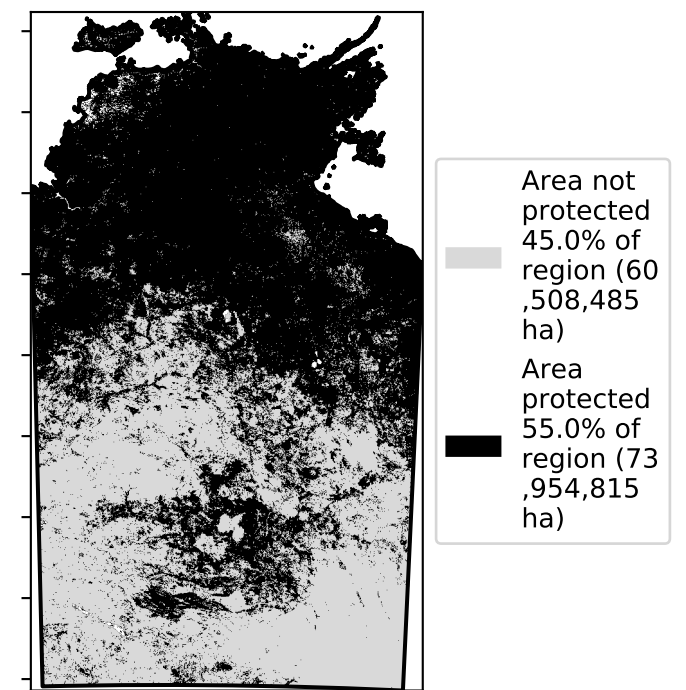 Area not
protected
45.0% of
region (60
,508,485
ha)
Area
protected
55.0% of
region (73
,954,815
ha)